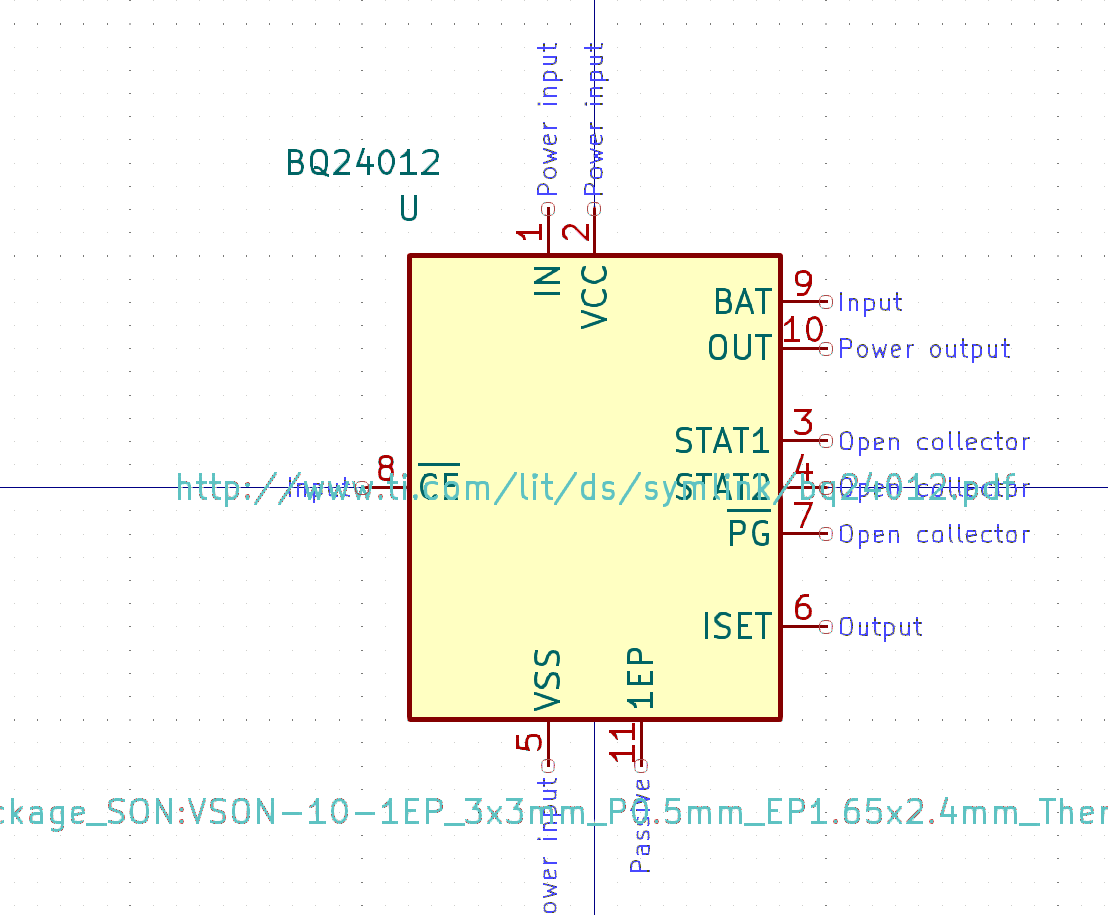 Power input
Power input
BQ24012
U
1
2
IN
VCC
BAT
9
Input
OUT
10
Power output
STAT1
3
Open collector
Input
8
CE
http://www.ti.com/lit/ds/symlink/bq24012.pdf
STAT2
4
Open collector
PG
7
Open collector
ISET
6
Output
VSS
1EP
5
11
ckage_SON:VSON-10-1EP_3x3mm_P0.5mm_EP1.65x2.4mm_Ther
ower input
Passive